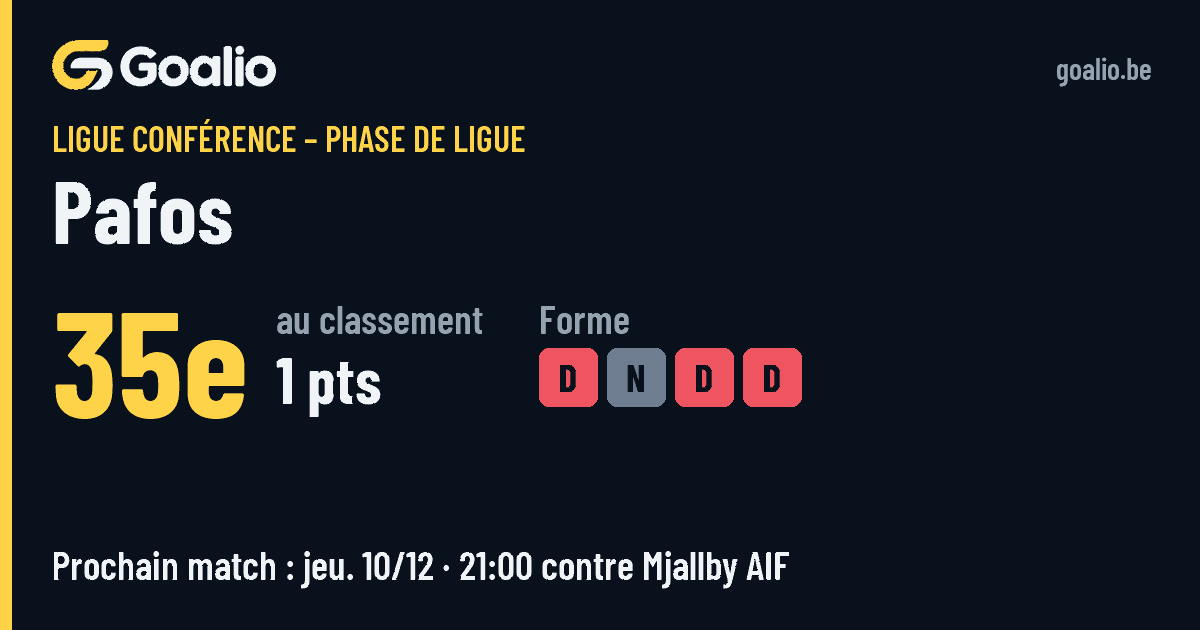 Goalio
goalio.be
LIGUE CONFÉRENCE – PHASE DE LIGUE
Pafos
35e
au classement
1 pts
Forme
D N D D
Prochain match : jeu. 10/12 · 21:00 contre Mjallby AIF